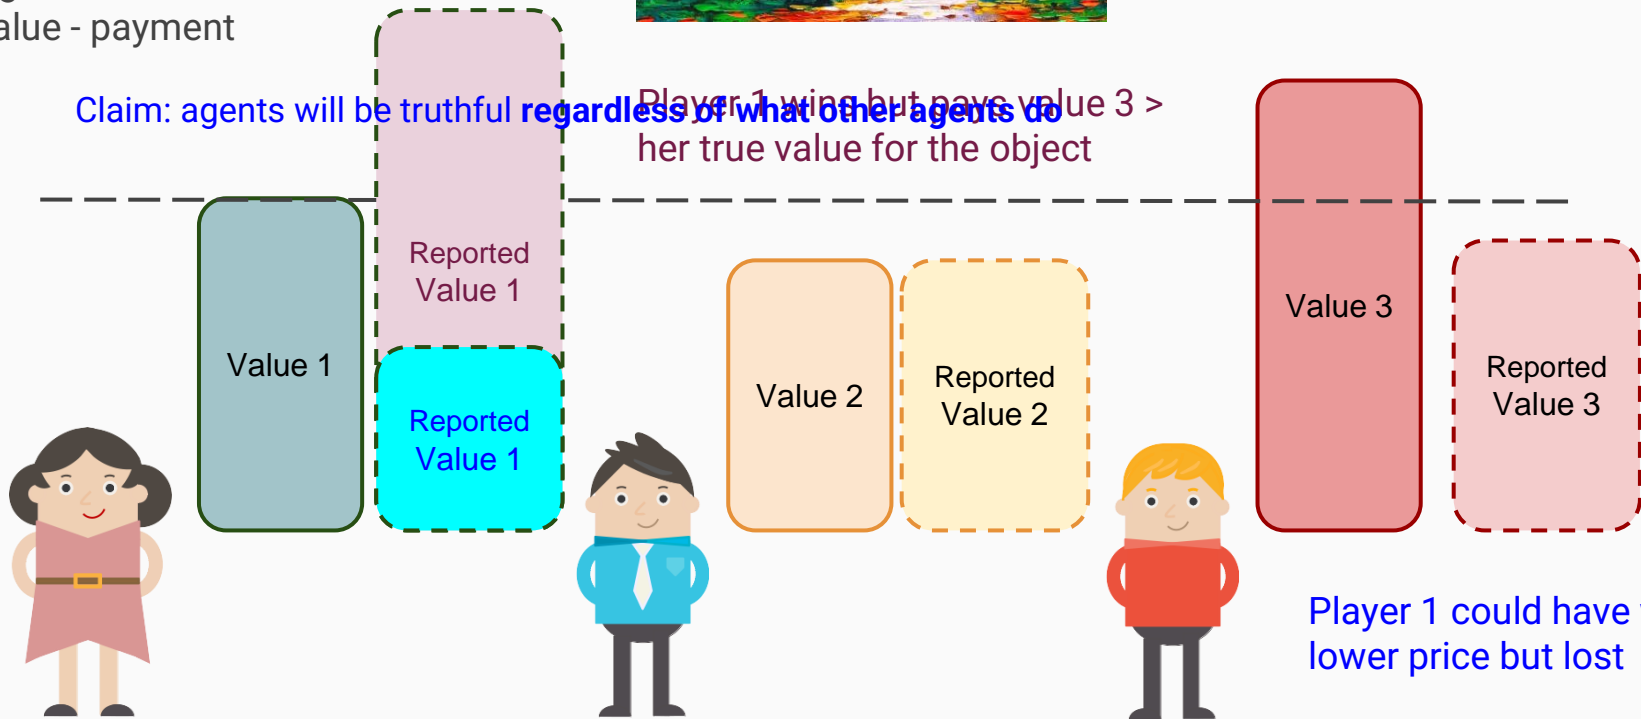 alue - payment
Claim: agents will be truthful regardless of what other agents do
Player 1 wins but pays value 3 >
her true value for the object
Reported
Value 1
Value 1
Reported
Value 1
Value 2
Reported
Value 2
Value 3
Reported
Value 3
Player 1 could have
lower price but lost